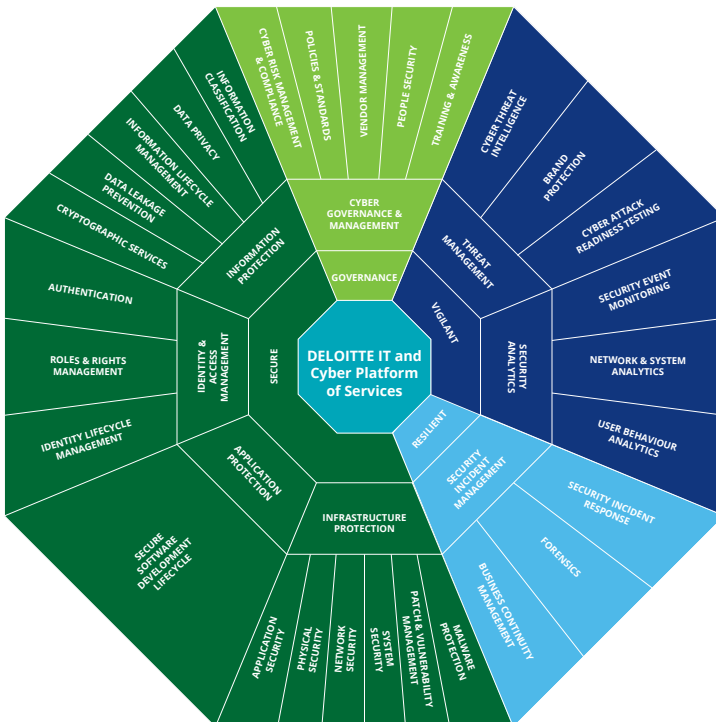 CYBER RISK MANAGEMENT
& COMPLIANCE
POLICIES & STANDARDS
VENDOR MANAGEMENT
PEOPLE SECURITY
TRAINING & AWARENESS
CYBER
GOVERNANCE &
MANAGEMENT
GOVERNANCE
CYBER THREAT
INTELLIGENCE
BRAND
PROTECTION
CYBER ATTACK
READINESS TESTING
THREAT
MANAGEMENT
VIGILANT
SECURITY EVENT
MONITORING
NETWORK & SYSTEM
ANALYTICS
USER BEHAVIOUR
ANALYTICS
SECURITY
ANALYTICS
DELOITTE IT and
Cyber Platform
of Services
RESILIENT
SECURITY
INCIDENT
MANAGEMENT
SECURITY INCIDENT
RESPONSE
FORENSICS
BUSINESS CONTINUITY
MANAGEMENT
SECURE
INFRASTRUCTURE
PROTECTION
MALWARE
PROTECTION
PATCH & VULNERABILITY
MANAGEMENT
SYSTEM
SECURITY
NETWORK
SECURITY
PHYSICAL
SECURITY
APPLICATION
SECURITY
APPLICATION
PROTECTION
SECURE
SOFTWARE
DEVELOPMENT
LIFECYCLE
IDENTITY &
ACCESS
MANAGEMENT
IDENTITY LIFECYCLE
MANAGEMENT
ROLES & RIGHTS
MANAGEMENT
AUTHENTICATION
INFORMATION
PROTECTION
CRYPTOGRAPHIC SERVICES
DATA LEAKAGE
PREVENTION
INFORMATION LIFECYCLE
MANAGEMENT
DATA PRIVACY
INFORMATION
CLASSIFICATION